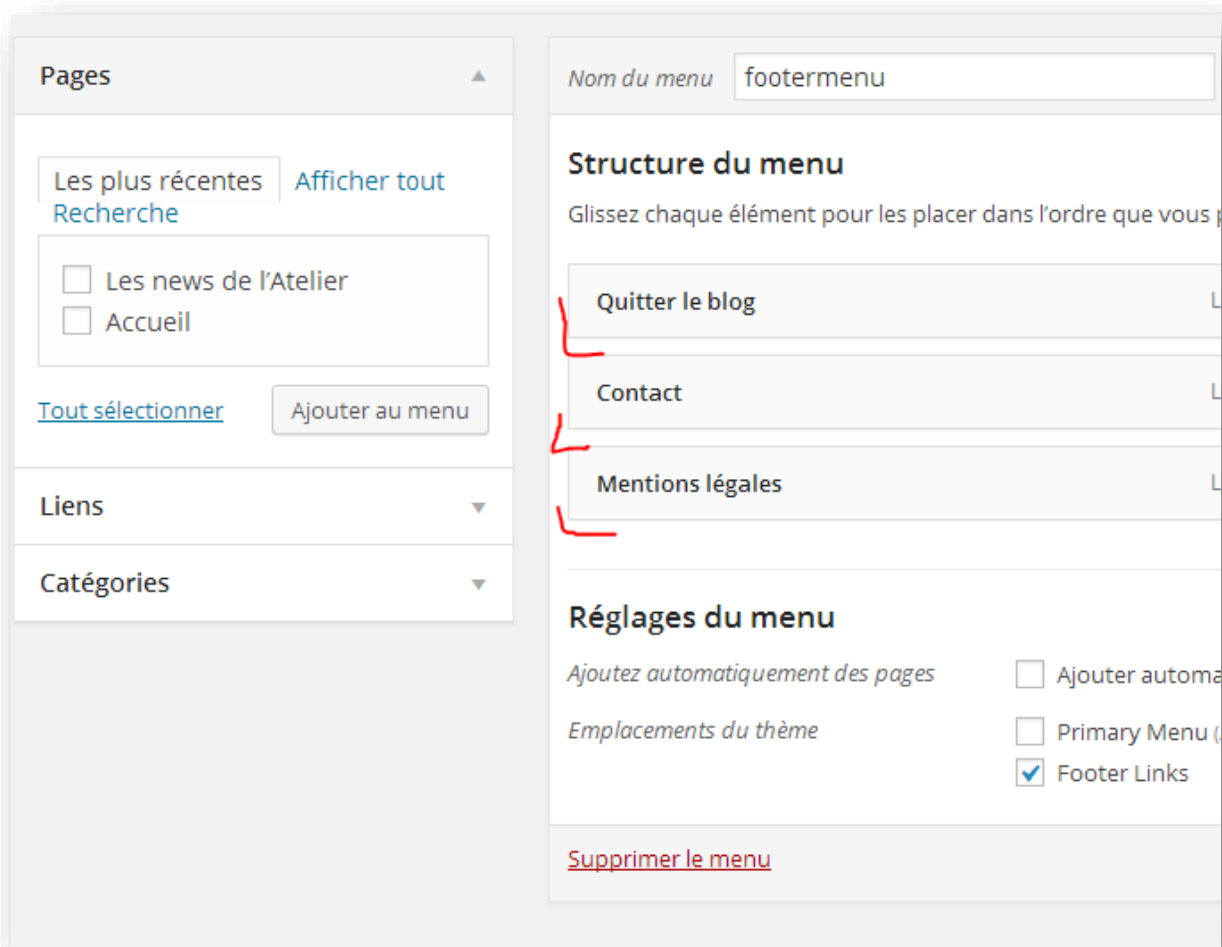 Pages
Les plus récentes Afficher tout
Recherche
Les news de l'Atelier
Accueil
Tout sélectionner Ajouter au menu
Liens
Catégories
Nom du menu footermenu
Structure du menu
Glissez chaque élément pour les placer dans l'ordre que vous
Quitter le blog
Contact
Mentions légales
Réglages du menu
Ajoutez automatiquement des pages
Ajouter automa
Emplacements du thème
Primary Menu
Footer Links
Supprimer le menu